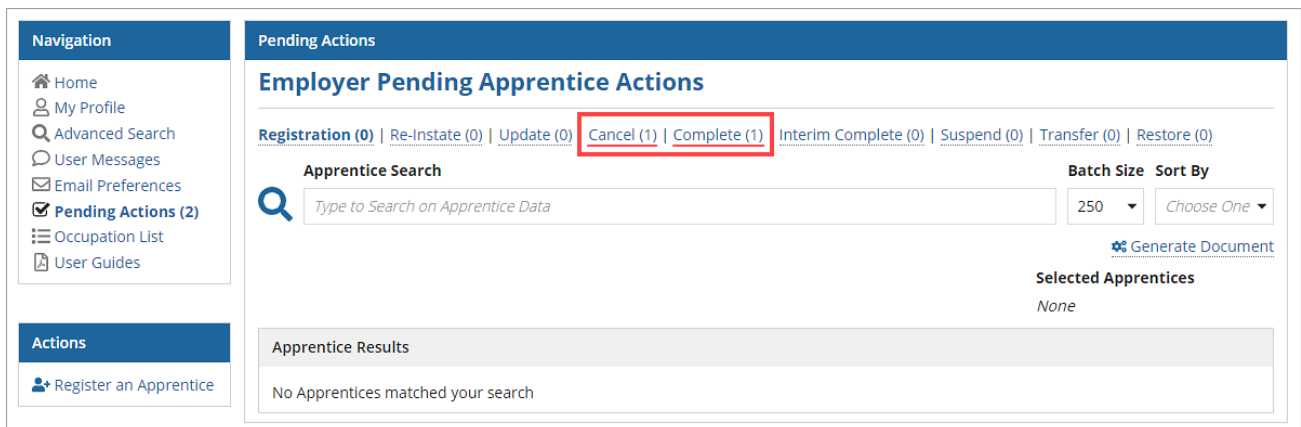 Navigation
Home
My Profile
Advanced Search
User Messages
Email Preferences
Pending Actions (2)
Occupation List
User Guides
Actions
Register an Apprentice
Pending Actions
Employer Pending Apprentice Actions
Registration (0) | Re-Instate (0) | Update (0) | Cancel (1) | Complete (1) | Interim Complete (0) | Suspend (0) | Transfer (0) | Restore (0)
Apprentice Search Batch Size Sort By
Type to Search on Apprentice Data 250 Choose One
Generate Document
Selected Apprentices
None
Apprentice Results
No Apprentices matched your search